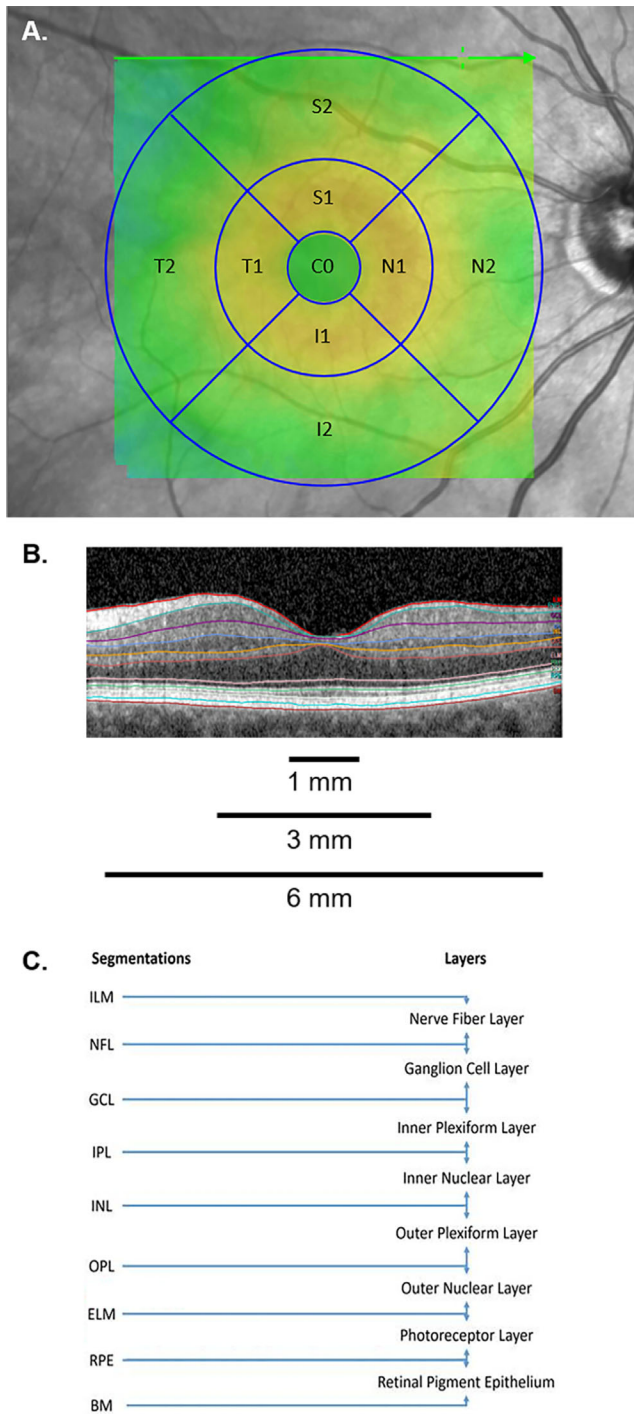 A.
S2
S1
T2 T1 C0 N1 N2
I1
I2
B.
1 mm
3 mm
6 mm
C.
Segmentations Layers
ILM
Nerve Fiber Layer
NFL
Ganglion Cell Layer
GCL
Inner Plexiform Layer
IPL
Inner Nuclear Layer
INL
Outer Plexiform Layer
OPL
Outer Nuclear Layer
ELM
Photoreceptor Layer
RPE
Retinal Pigment Epithelium
BM